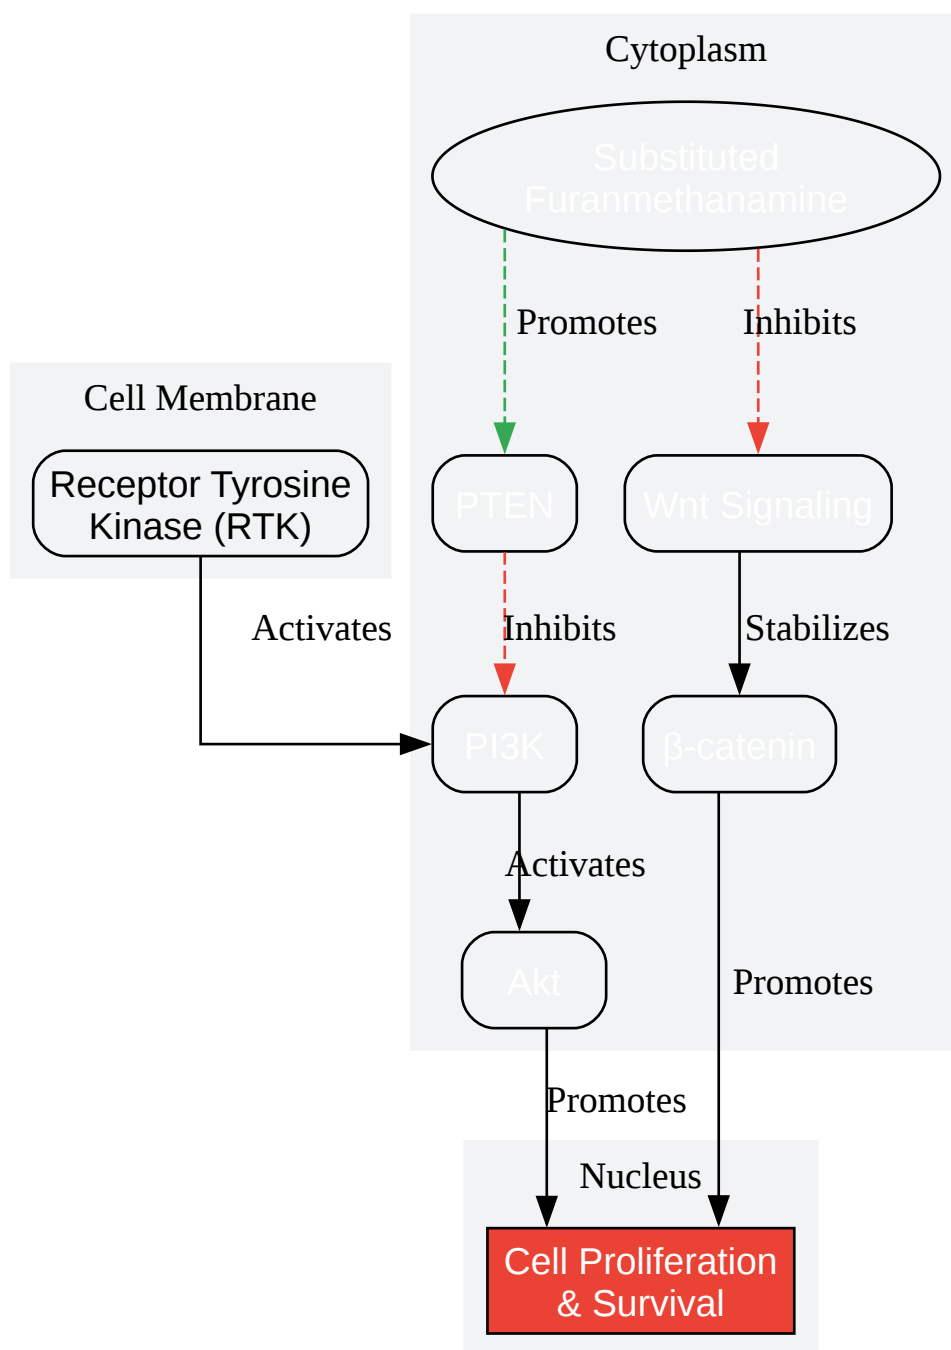 Cytoplasm
Substituted
Furanmethanamine
Promotes
Inhibits
Cell Membrane
Receptor Tyrosine
Kinase (RTK)
PTEN
Wnt Signaling
Activates
Inhibits
Stabilizes
PI3K
β-catenin
Activates
Akt
Promotes
Promotes
Nucleus
Cell Proliferation
& Survival